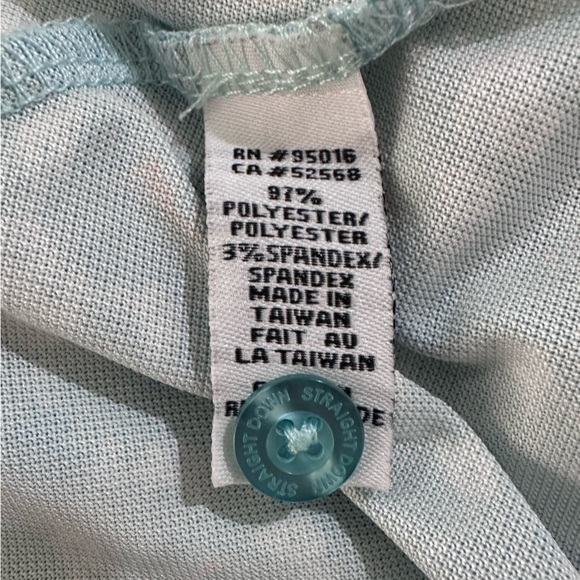 RN #95016
CA #52568
97%
POLYESTER/
POLYESTER
3%SPANDEX/
SPANDEX
MADE IN
TAIWAN
FAIT AU
LA TAIWAN
STRAIGHT DOWN STRAIGHT DOWN